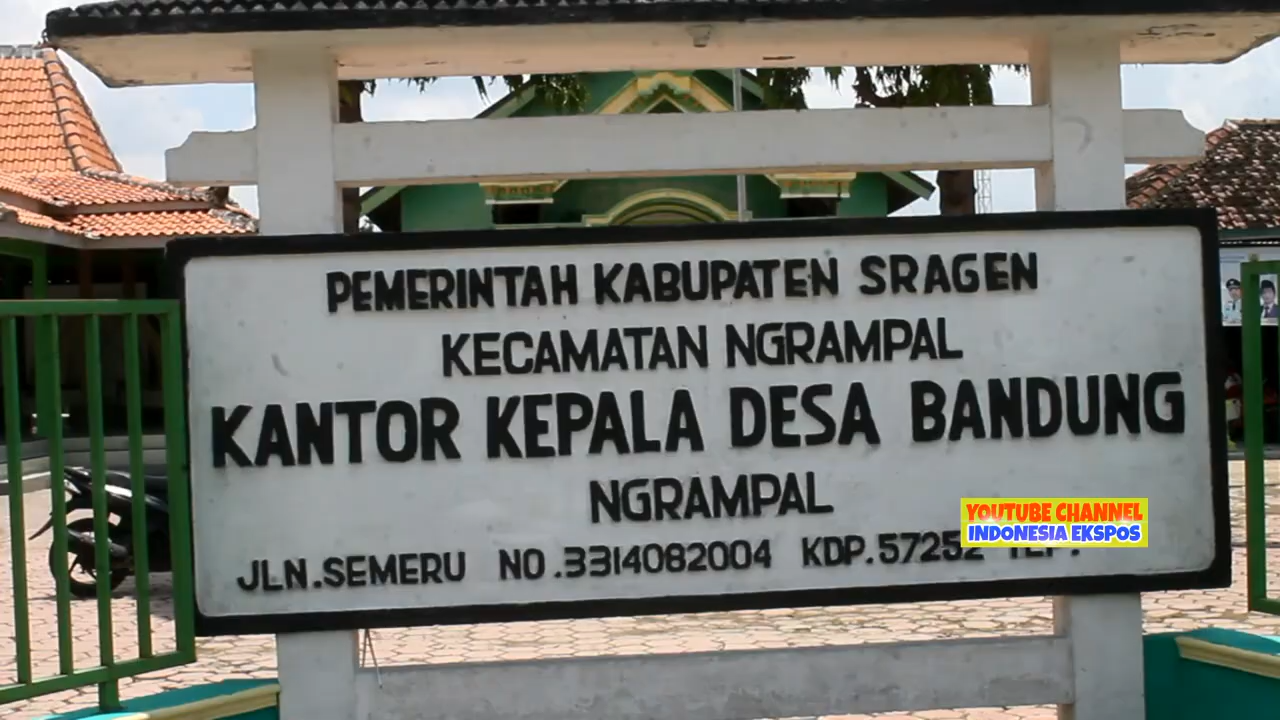 PEMERINTAH KABUPATEN SRAGEN
KECAMATAN NGRAMPAL
KANTOR KEPALA DESA BANDUNG
NGRAMPAL
JLN.SEMERU NO.3314082004 KDP.57252 TLP.
YOUTUBE CHANNEL
INDONESIA EKSPOS